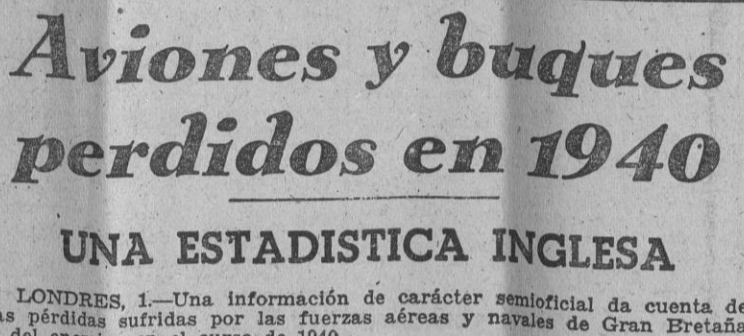 Aviones y buques
perdidos en 1940
UNA ESTADISTICA INGLESA
LONDRES, 1.—Una información de carácter semioficial da cuenta de
as pérdidas sufridas por las fuerzas aéreas y navales de Gran Bretaña